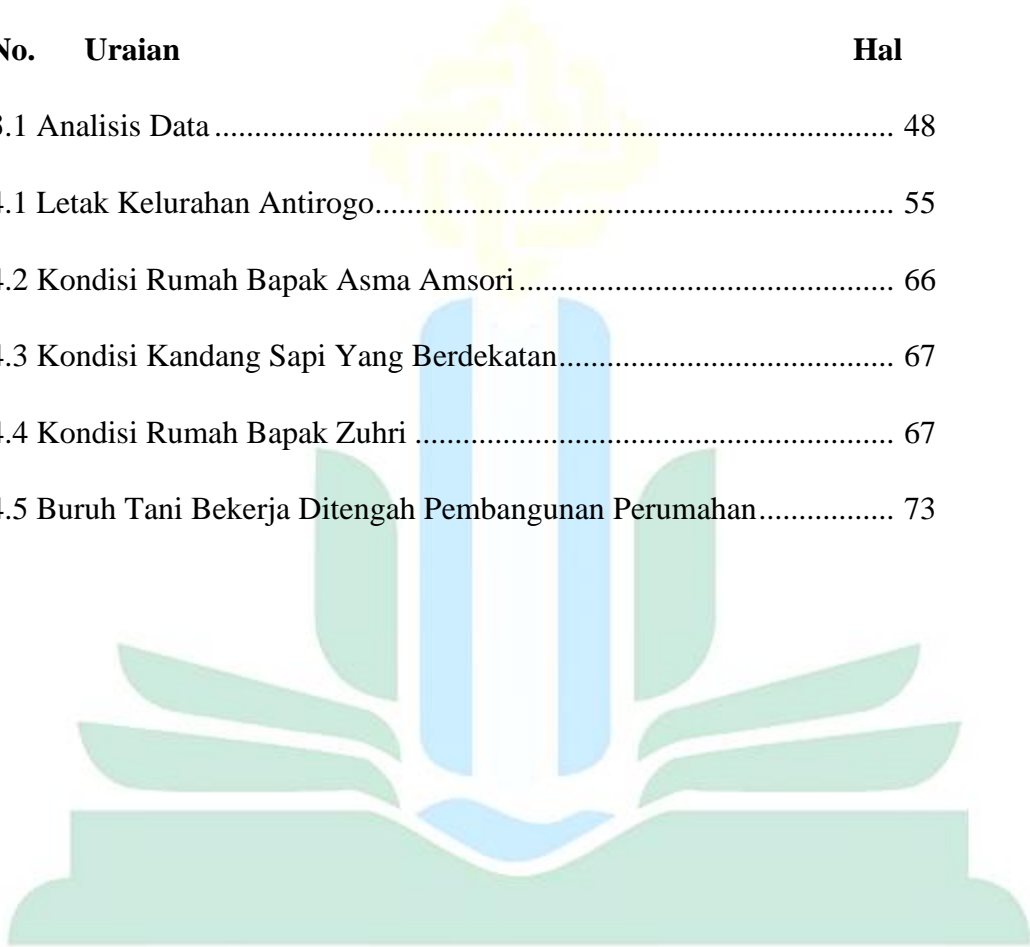 No. Uraian Hal
3.1 Analisis Data ........................................................................................ 48
4.1 Letak Kelurahan Antirogo.................................................................. 55
4.2 Kondisi Rumah Bapak Asma Amsori ................................................ 66
4.3 Kondisi Kandang Sapi Yang Berdekatan........................................... 67
4.4 Kondisi Rumah Bapak Zuhri ............................................................. 67
4.5 Buruh Tani Bekerja Ditengah Pembangunan Perumahan................. 73